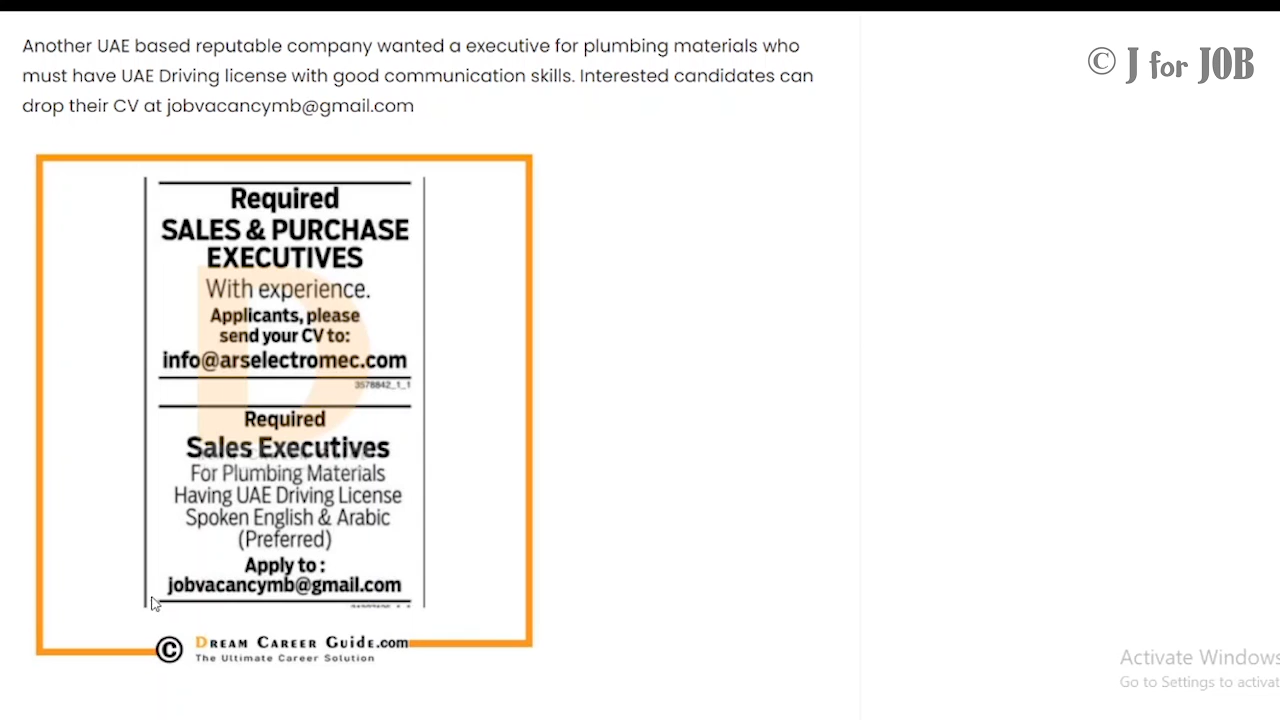 Another UAE based reputable company wanted a executive for plumbing materials who
must have UAE Driving license with good communication skills. Interested candidates can
drop their CV at jobvacancymb@gmail.com
© J for JOB
Required
SALES & PURCHASE
EXECUTIVES
With experience.
Applicants, please
send your CV to:
info@arselectromec.com
3578842_1_1
Required
Sales Executives
For Plumbing Materials
Having UAE Driving License
Spoken English & Arabic
(Preferred)
Apply to :
jobvacancymb@gmail.com
© DREAM CAREER GUIDE.com
The Ultimate Career Solution
Activate Windows
Go to Settings to activat